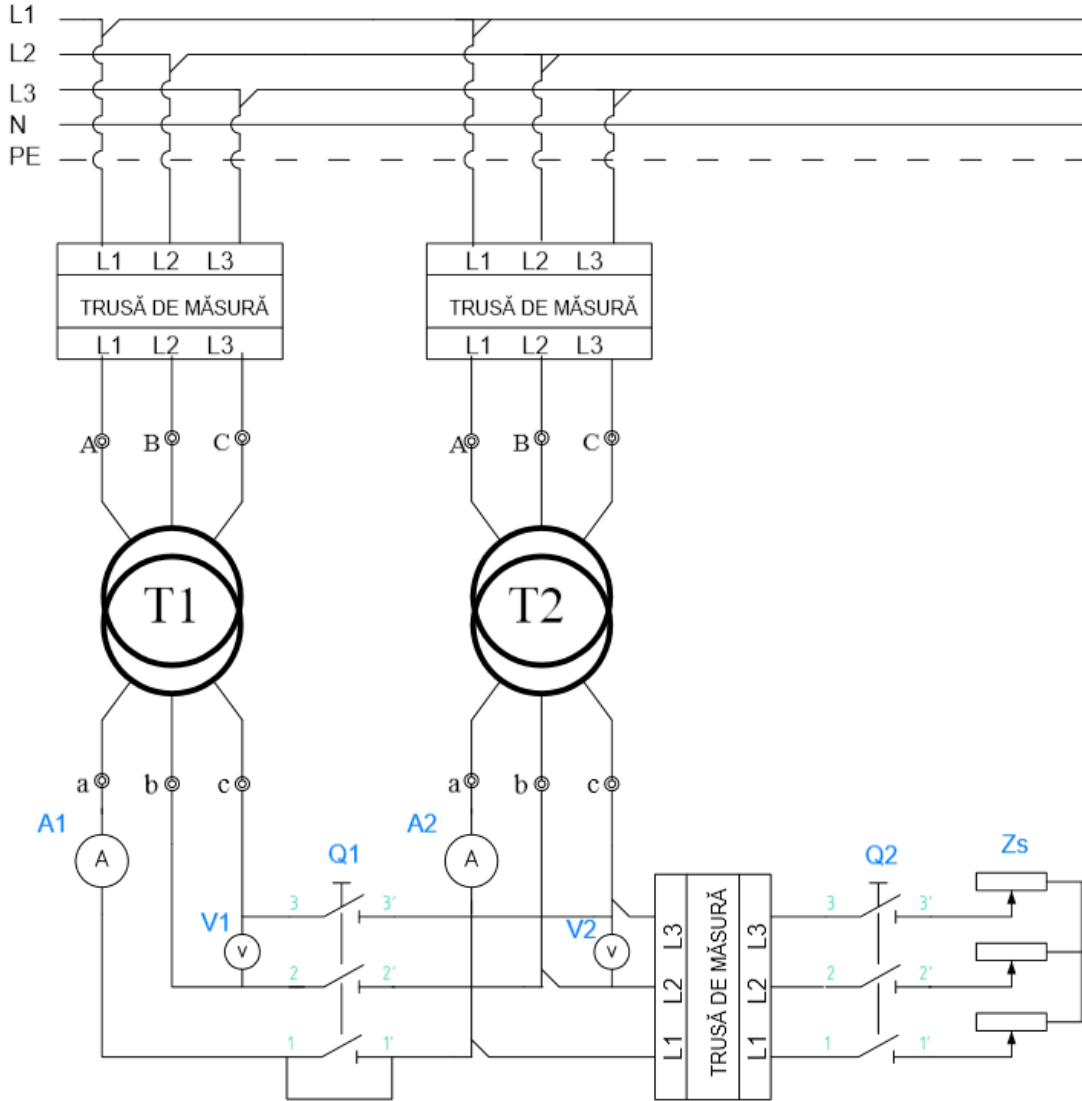 L1
L2
L3
N
PE
L1 L2 L3 L1 L2 L3
TRUSĂ DE MĂSURĂ TRUSĂ DE MĂSURĂ
L1 L2 L3 L1 L2 L3
A B C A B C
T1 T2
a b c a b c
A1 A2
A A
Q1 Q2 Zs
3 3' 3 3'
V1 V2
V V
L3 L3
2 2' 2 2'
L2 L2
TRUSĂ DE MĂSURĂ
1 1' 1 1'
L1 L1